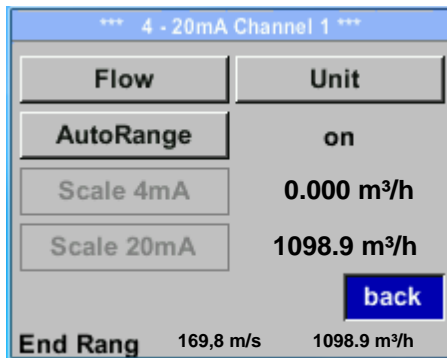 *** 4 - 20mA Channel 1 ***
Flow Unit
AutoRange on
Scale 4mA 0.000 m³/h
Scale 20mA 1098.9 m³/h
back
End Rang 169,8 m/s 1098.9 m³/h